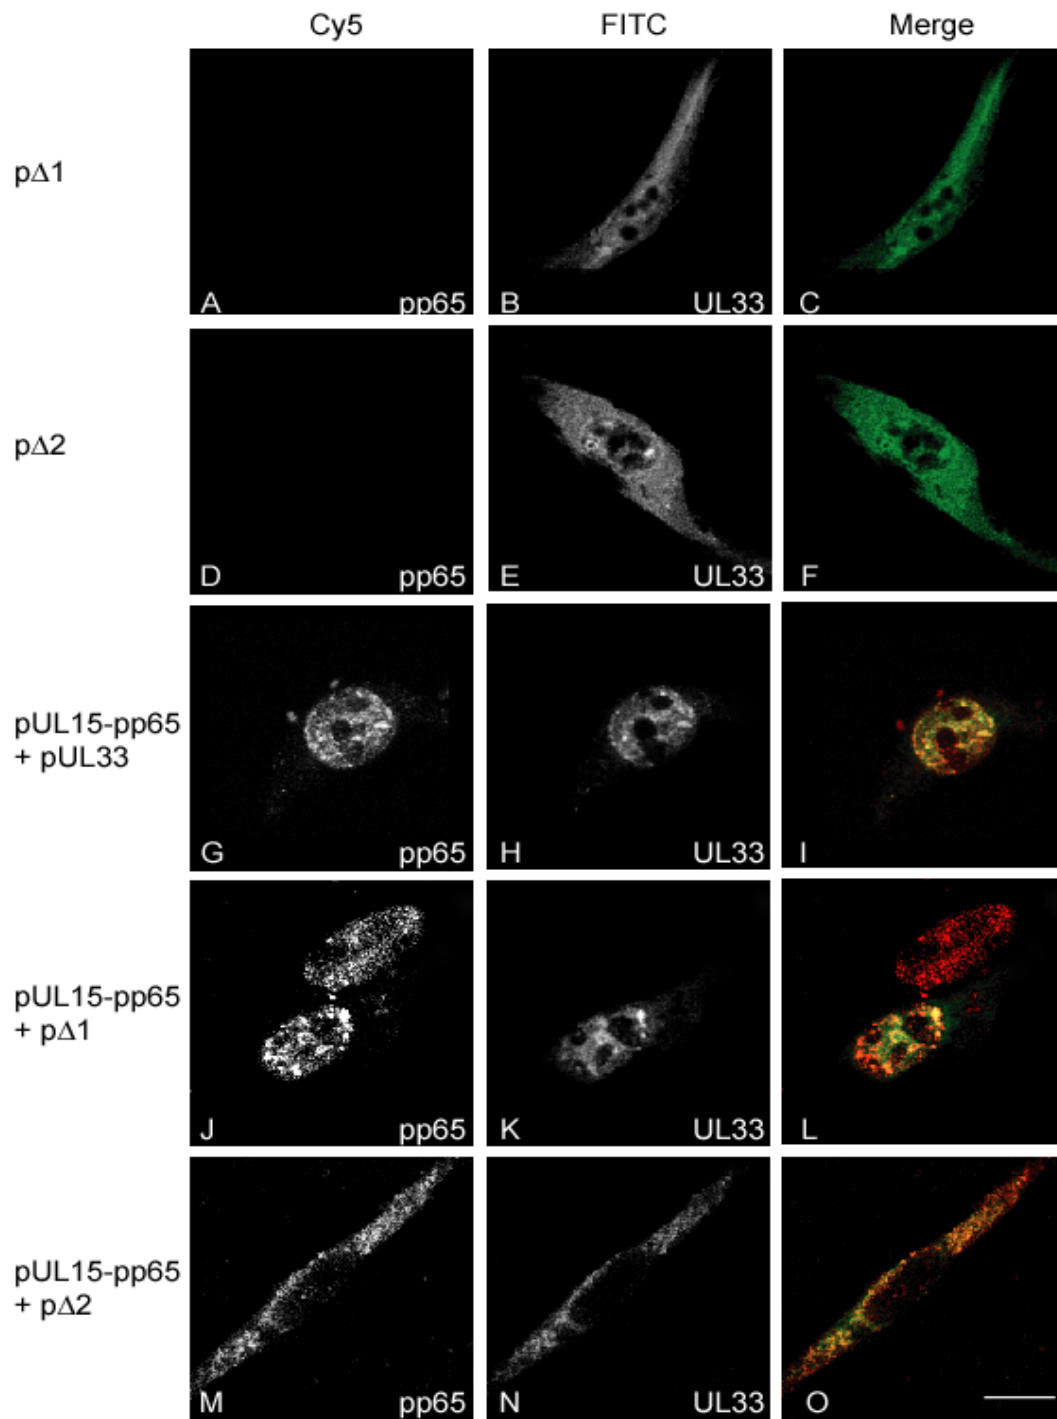 Cy5 FITC Merge
pΔ1
A pp65 B UL33 C
pΔ2
D pp65 E UL33 F
pUL15-pp65
+ pUL33
G pp65 H UL33 I
pUL15-pp65
+ pΔ1
J pp65 K UL33 L
pUL15-pp65
+ pΔ2
M pp65 N UL33 O